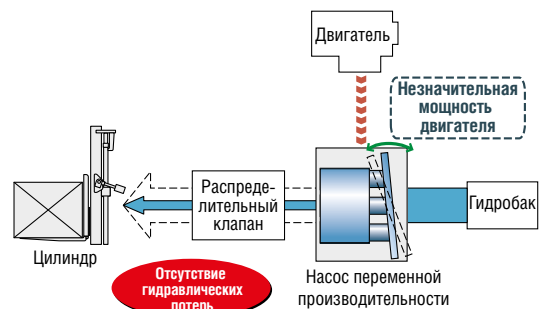 Двигатель
Незначительная
мощность
двигателя
Распреде-
лительный
клапан
Гидробак
Цилиндр
Отсутствие
гидравлических
потерь
Насос переменной
производительности